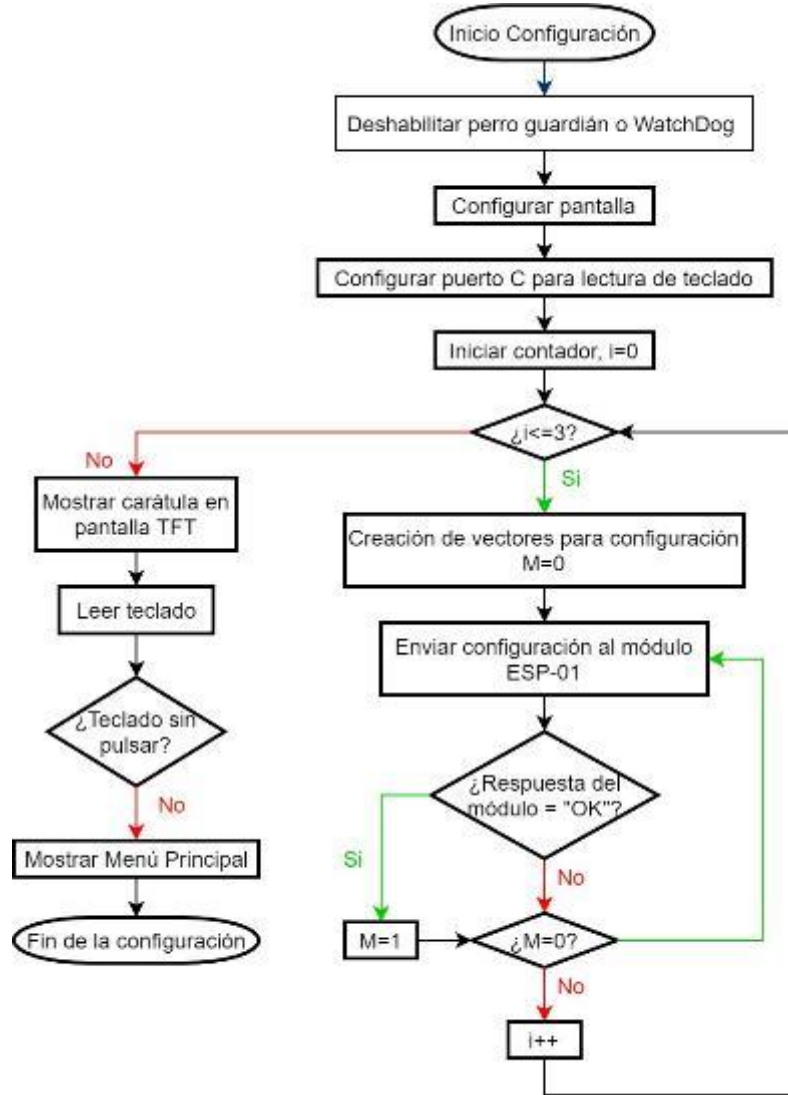 Inicio Configuración
Deshabilitar perro guardián o WatchDog
Configurar pantalla
Configurar puerto C para lectura de teclado
Iniciar contador, i=0
¿i<=3?
No
Si
Mostrar carátula en
pantalla TFT
Creación de vectores para configuración
M=0
Leer teclado
Enviar configuración al módulo
ESP-01
¿Teclado sin
pulsar?
¿Respuesta del
módulo = "OK"?
No
Mostrar Menú Principal
Si
No
Fin de la configuración
M=1
¿M=0?
No
i++